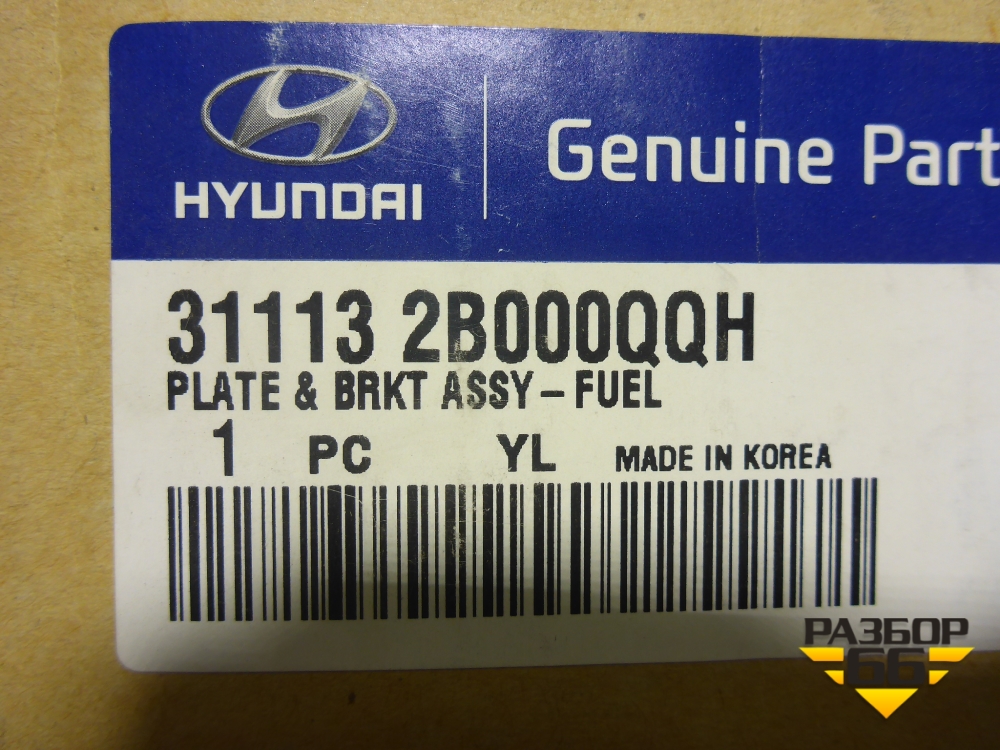 HYUNDAI
Genuine Part
31113 2B000QQH
PLATE & BRKT ASSY – FUEL
1 PC YL MADE IN KOREA
РАЗБОР
66